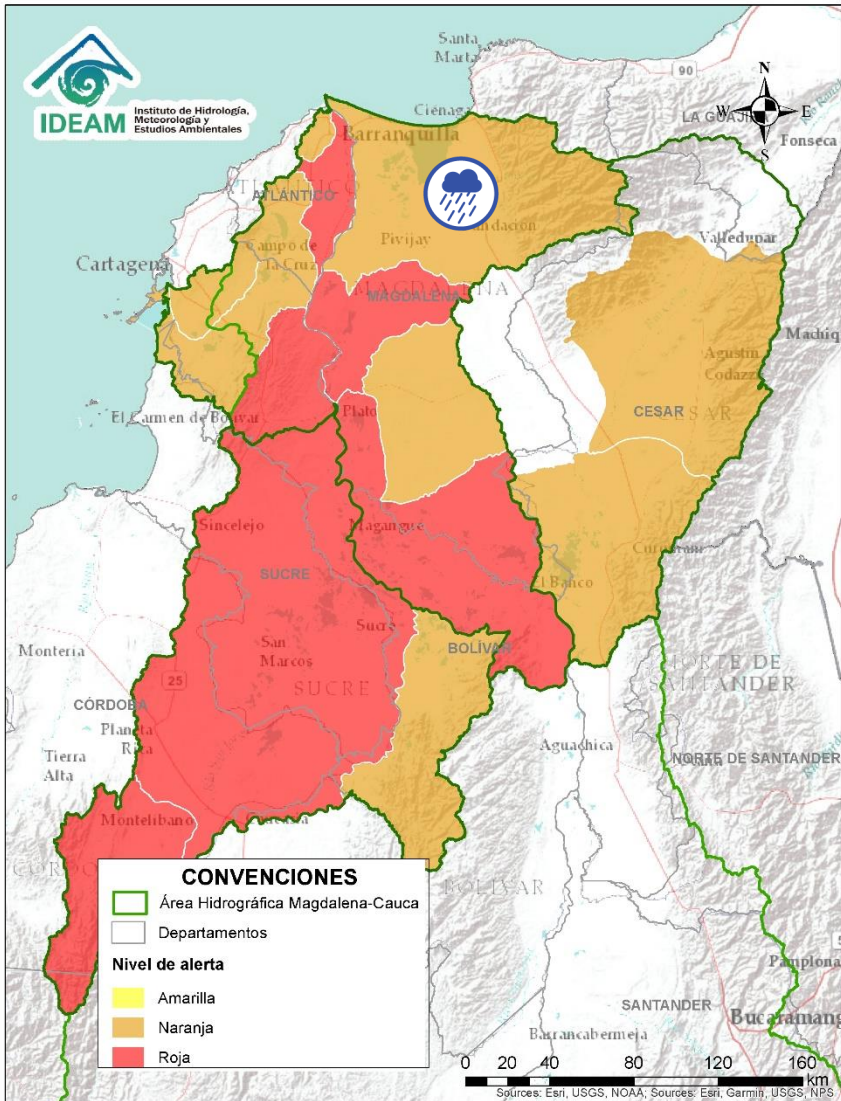 Santa
Marta
90
N
W
E
S
LA GUAJIRA
Fonseca
IDEAM
Instituto de Hidrología,
Meteorología y
Estudios Ambientales
Ciénaga
Barranquilla
ATLÁNTICO
Valledupar
Pivijay
Campo de
la Cruz
Cartagena
MAGDALENA
Agustín
Codazzi
El Carmen de Bolívar
Plato
CESAR
Sincelejo
Magangué
SUCRE
El Banco
Sucre
San
Marcos
SUCRE
BOLÍVAR
Montería
25
CÓRDOBA
Planeta
Rica
Tierra
Alta
NORTE DE
SANTANDER
Aguachica
NORTE DE SANTANDER
Montelíbano
BOLÍVAR
CONVENCIONES
Área Hidrográfica Magdalena-Cauca
Departamentos
Nivel de alerta
Amarilla
Naranja
Roja
Pamplona
SANTANDER
Bucaramang
Barrancabermeja
0 20 40 80 120 160
km
Sources: Esri, USGS, NOAA; Sources: Esri, Garmin, USGS, NPS